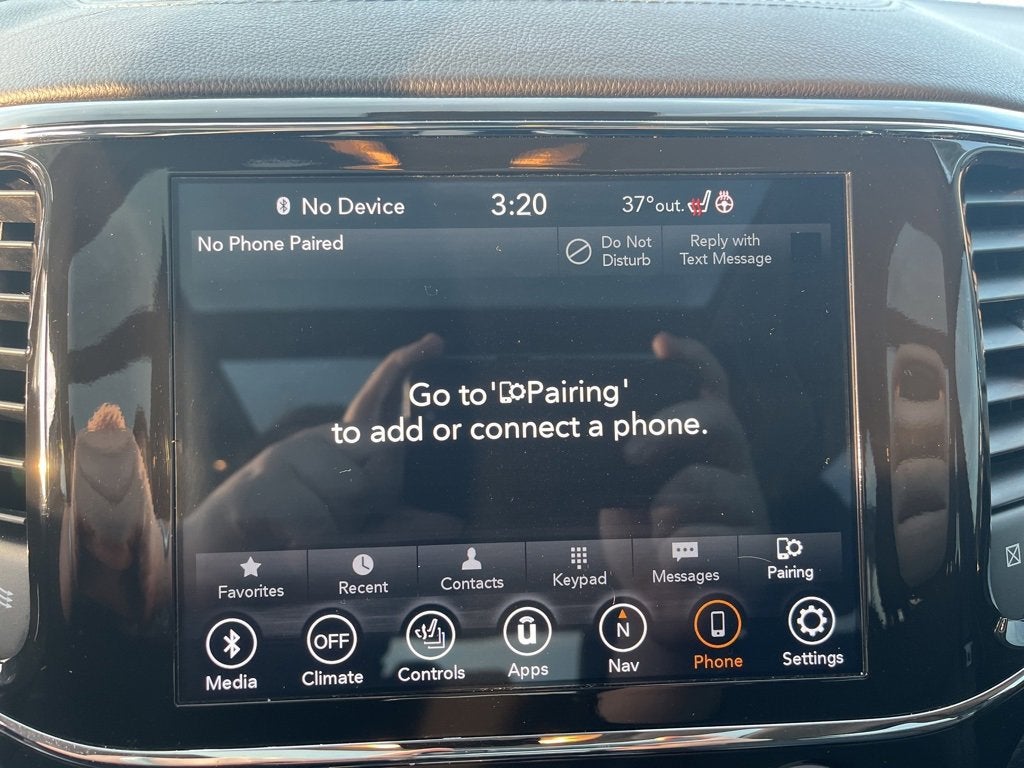 No Device
3:20
37°out.
No Phone Paired
Do Not
Disturb
Reply with
Text Message
Go to 'Pairing'
to add or connect a phone.
Favorites
Recent
Contacts
Keypad
Messages
Pairing
OFF
u
N
Media
Climate
Controls
Apps
Nav
Phone
Settings